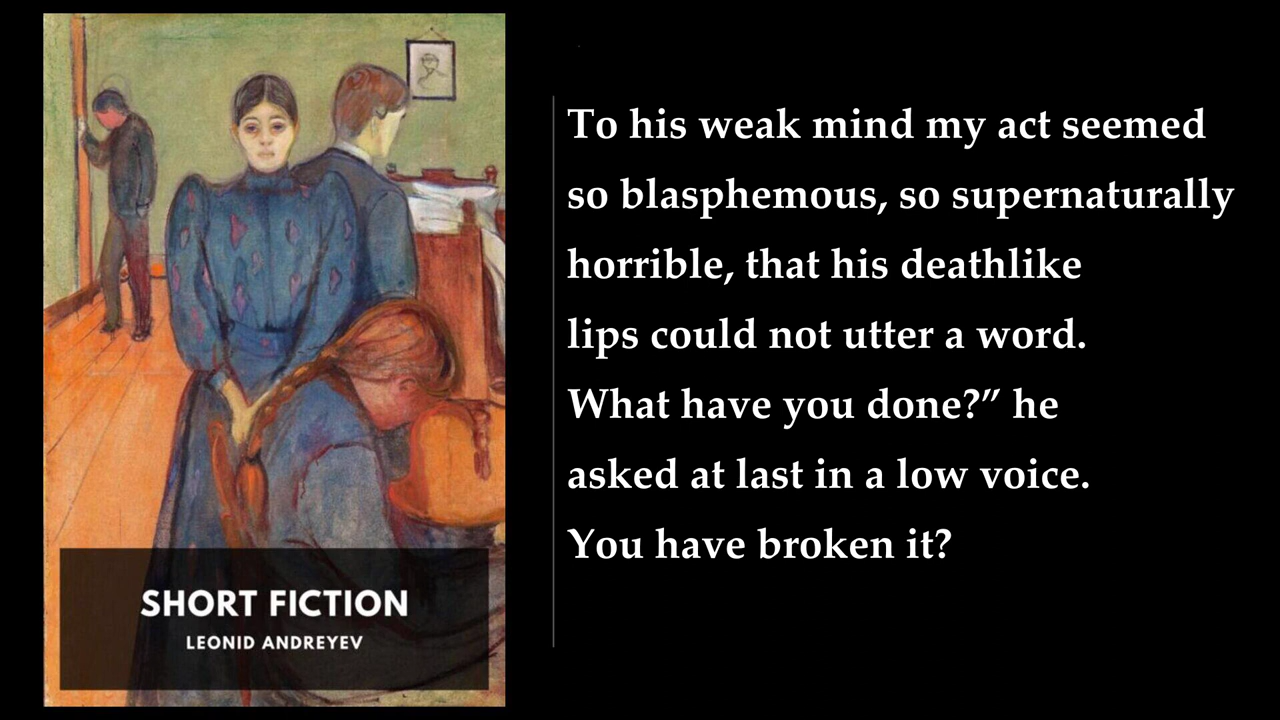 SHORT FICTION
LEONID ANDREYEV
To his weak mind my act seemed
so blasphemous, so supernaturally
horrible, that his deathlike
lips could not utter a word.
What have you done?” he
asked at last in a low voice.
You have broken it?